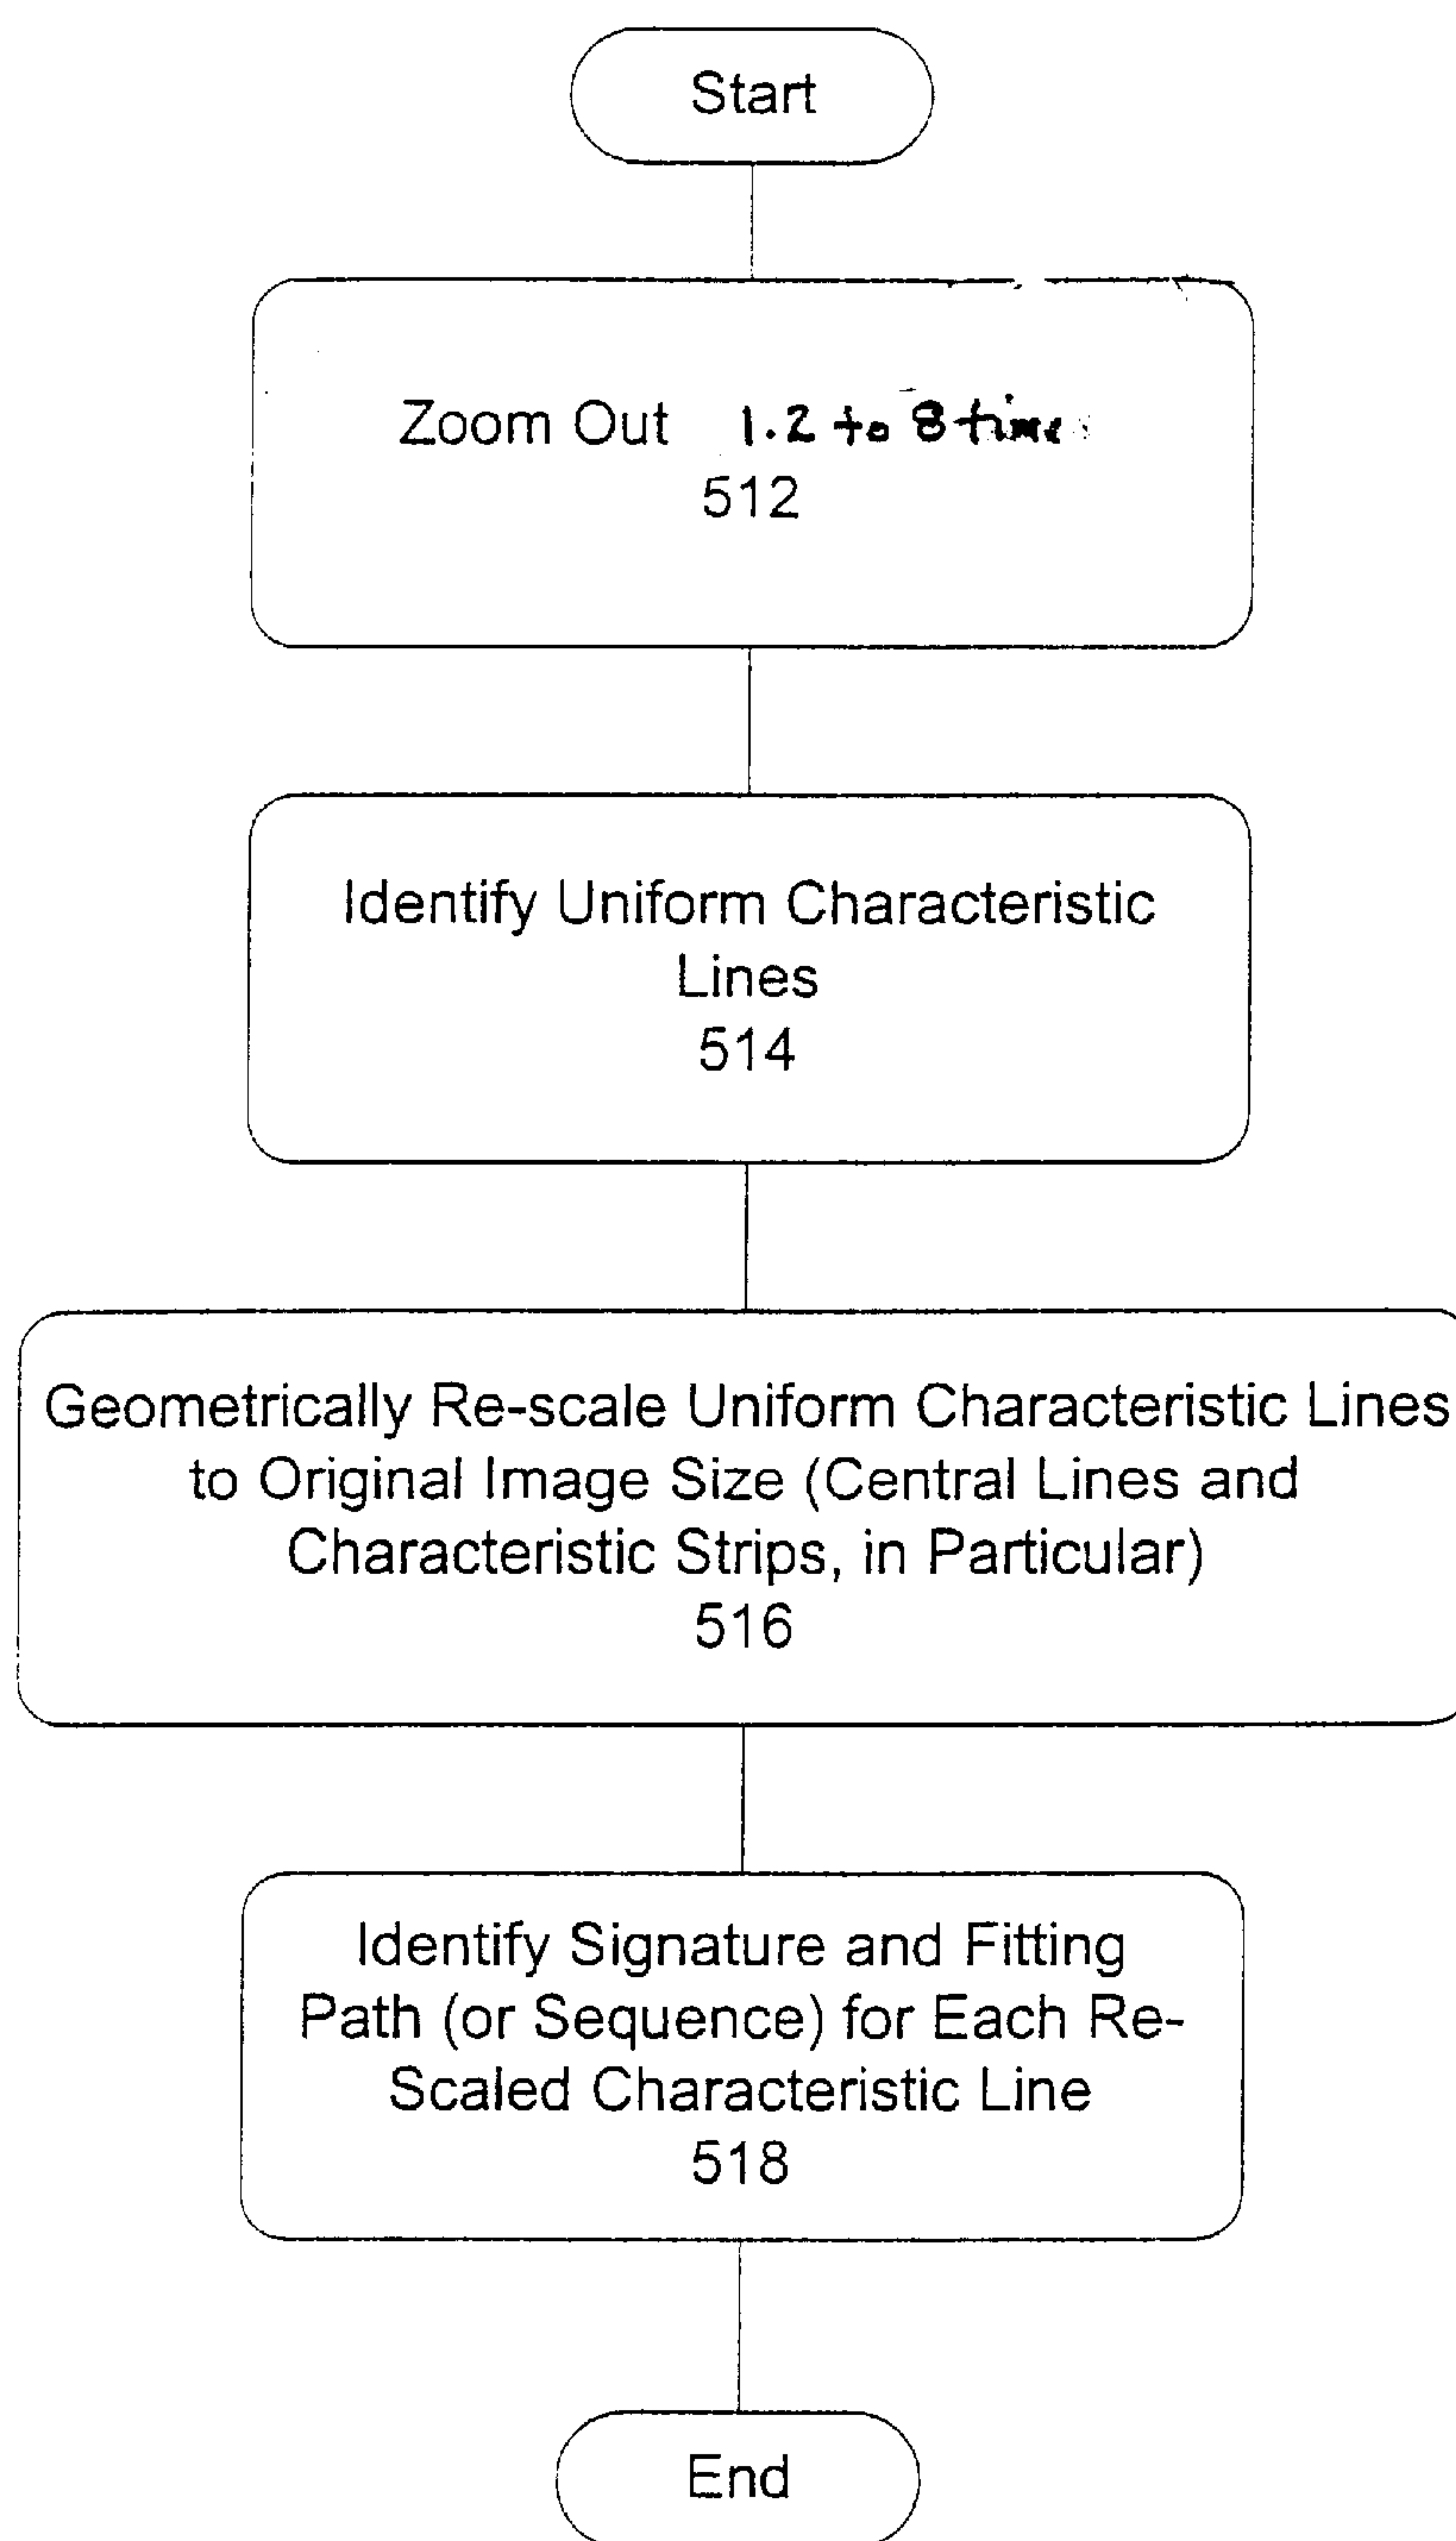 Start
Zoom Out 1.2 to 8 times
512
Identify Uniform Characteristic
Lines
514
Geometrically Re-scale Uniform Characteristic Lines
to Original Image Size (Central Lines and
Characteristic Strips, in Particular)
516
Identify Signature and Fitting
Path (or Sequence) for Each Re-
Scaled Characteristic Line
518
End